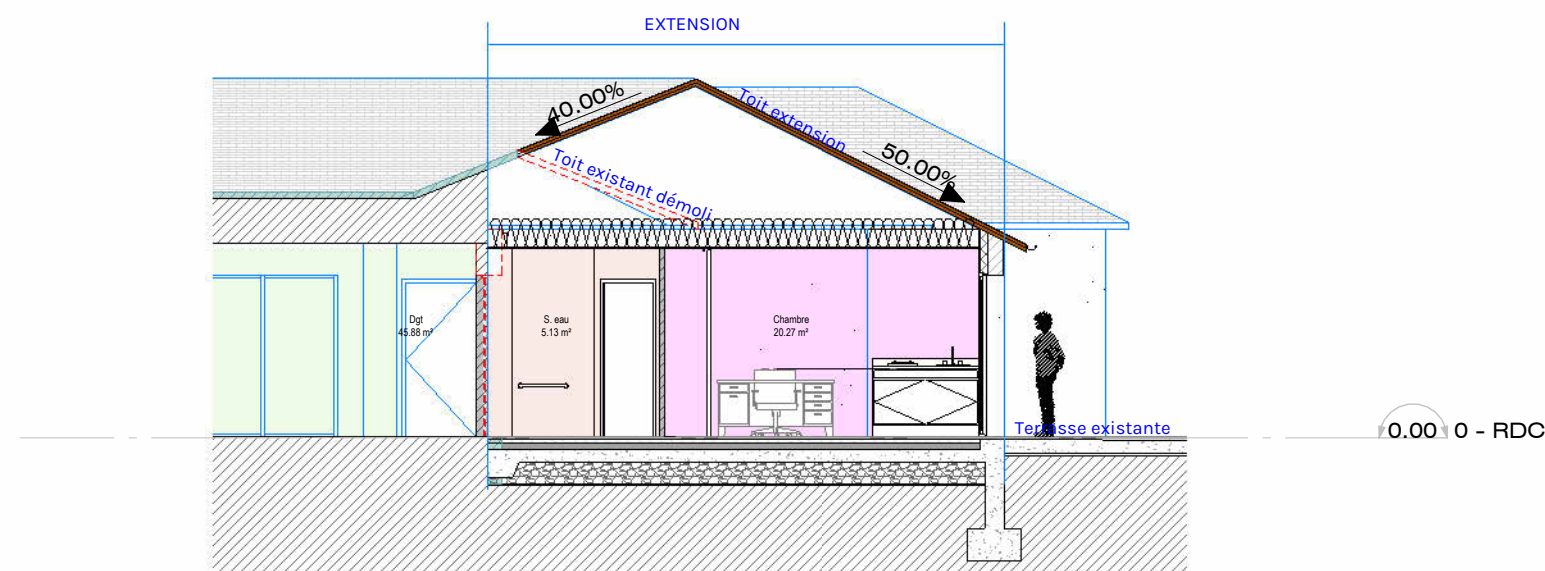 EXTENSION
40.00%
Toit extension
Toit existant démoli
50.00%
Dgt
45.88 m²
S. eau
5.13 m²
Chambre
20.27 m²
Terrasse existante
0.00 0 - RDC